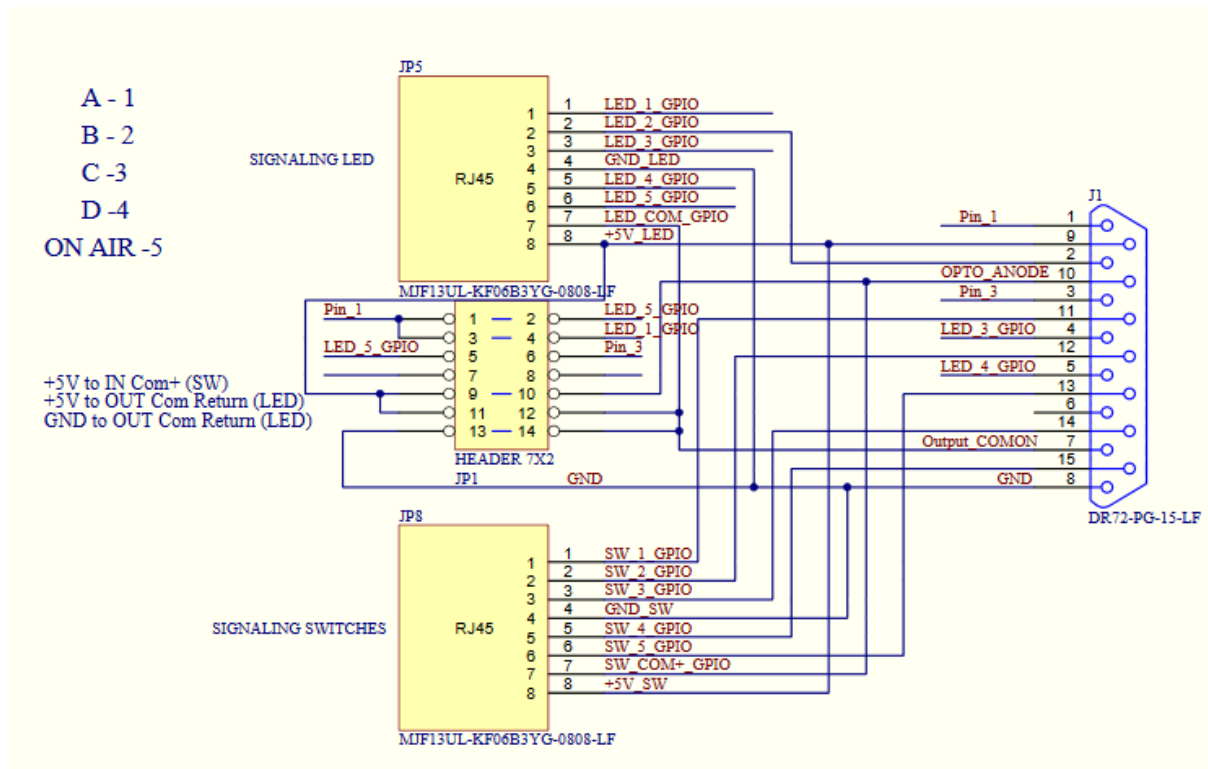 A - 1
B - 2
C -3
D -4
ON AIR -5
SIGNALING LED
JP5
RJ45
1 1 LED_1_GPIO
2 2 LED_2_GPIO
3 3 LED_3_GPIO
4 4 GND_LED
5 5 LED_4_GPIO
6 6 LED_5_GPIO
7 7 LED_COM_GPIO
8 8 +5V_LED
MJF13UL-KF06B3YG-0808-LF
Pin_1 1 2 LED_5_GPIO
3 4 LED_1_GPIO
LED_5_GPIO 5 6 Pin_3
7 8
9 10
11 12
13 14
HEADER 7X2
JP1
GND
+5V to IN Com+ (SW)
+5V to OUT Com Return (LED)
GND to OUT Com Return (LED)
J1
Pin_1 1
9
2
OPTO_ANODE 10
Pin_3 3
11
LED_3_GPIO 4
12
LED_4_GPIO 5
13
6
14
Output_COMON 7
15
GND 8
DR72-PG-15-LF
JP8
SIGNALING SWITCHES
RJ45
1 1 SW_1_GPIO
2 2 SW_2_GPIO
3 3 SW_3_GPIO
4 4 GND_SW
5 5 SW_4_GPIO
6 6 SW_5_GPIO
7 7 SW_COM+_GPIO
8 8 +5V_SW
MJF13UL-KF06B3YG-0808-LF